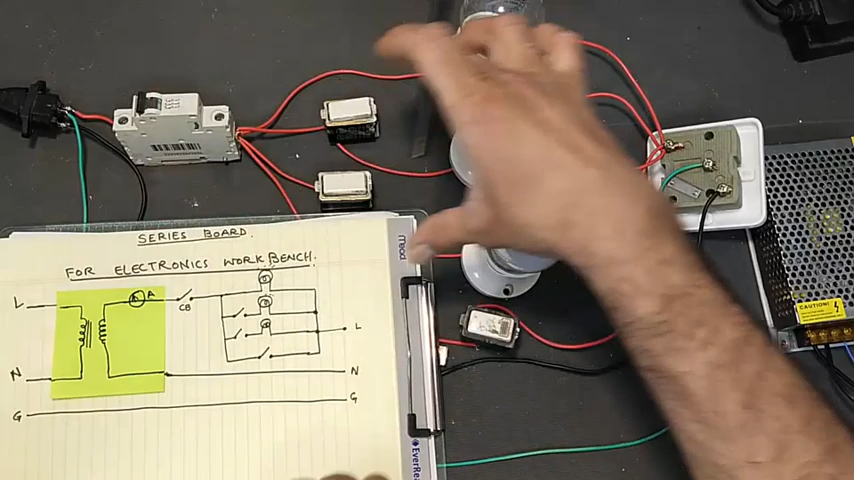 SERIES BOARD
FOR ELECTRONICS WORK BENCH.
L
A
CB
L
N
N
G
G
CAUTION!